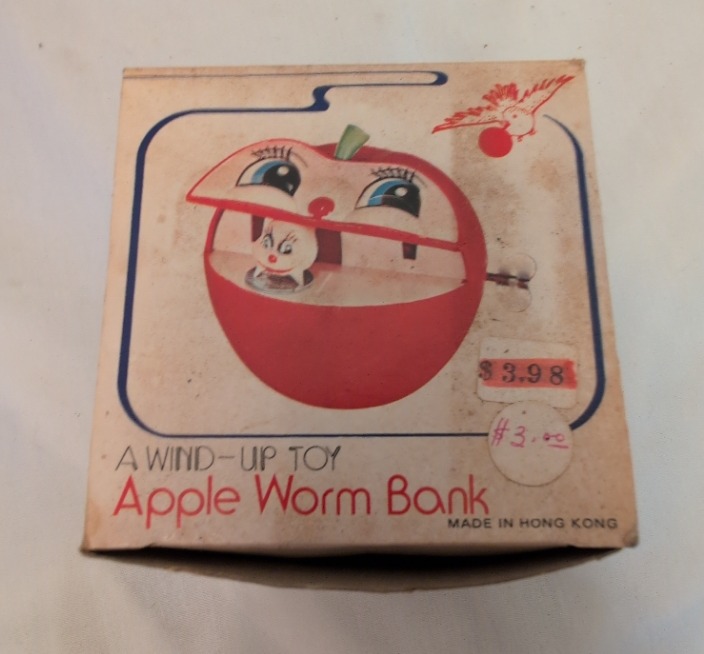 $ 3.98
$3.00
A WIND-UP TOY
Apple Worm Bank
MADE IN HONG KONG